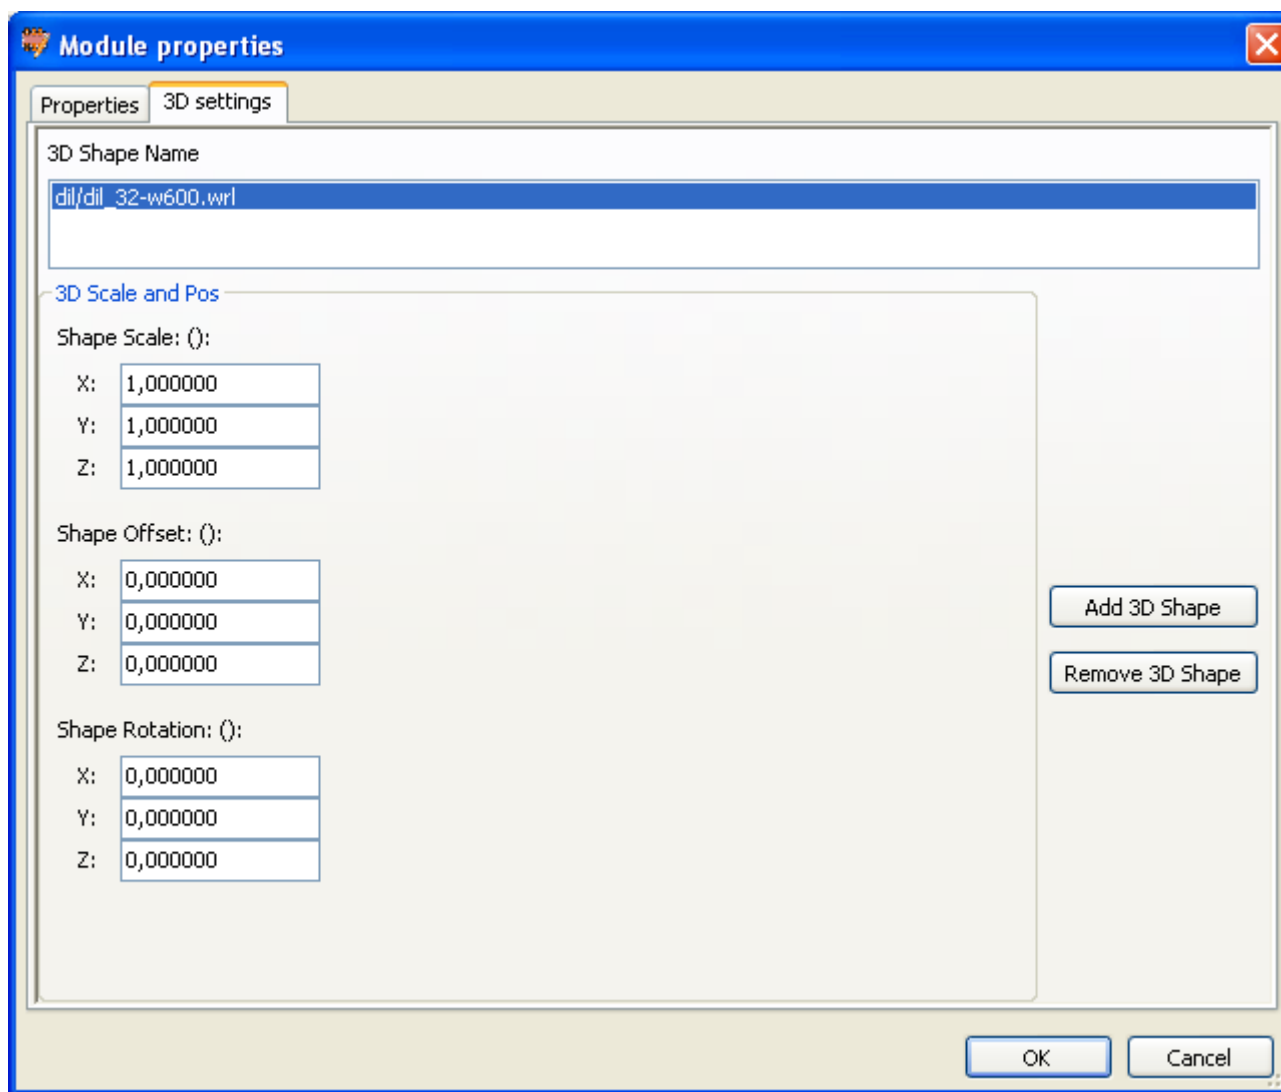 Module properties
Properties 3D settings
3D Shape Name
dil/dil_32-w600.wrl
3D Scale and Pos
Shape Scale: ():
X: 1,000000
Y: 1,000000
Z: 1,000000
Shape Offset: ():
X: 0,000000
Y: 0,000000
Z: 0,000000
Add 3D Shape
Remove 3D Shape
Shape Rotation: ():
X: 0,000000
Y: 0,000000
Z: 0,000000
OK Cancel